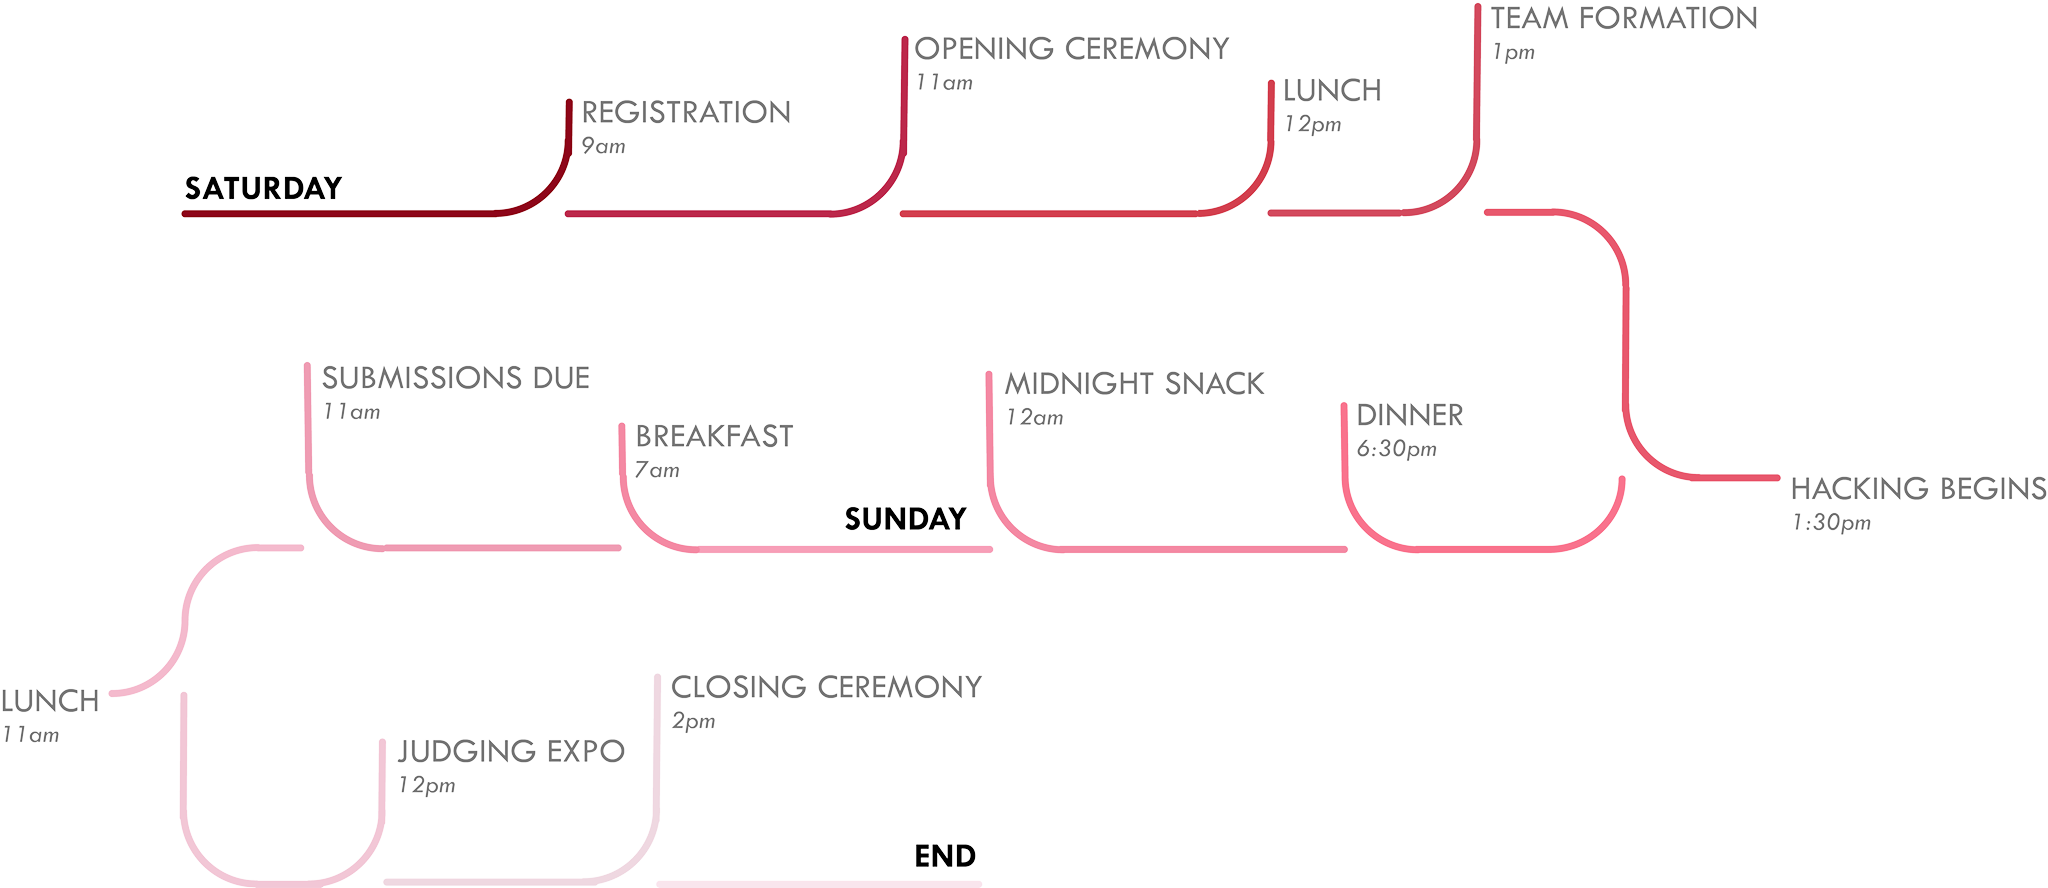 SATURDAY
REGISTRATION
9am
OPENING CEREMONY
11am
LUNCH
12pm
TEAM FORMATION
1pm
HACKING BEGINS
1:30pm
DINNER
6:30pm
MIDNIGHT SNACK
12am
SUNDAY
BREAKFAST
7am
SUBMISSIONS DUE
11am
LUNCH
11am
JUDGING EXPO
12pm
CLOSING CEREMONY
2pm
END